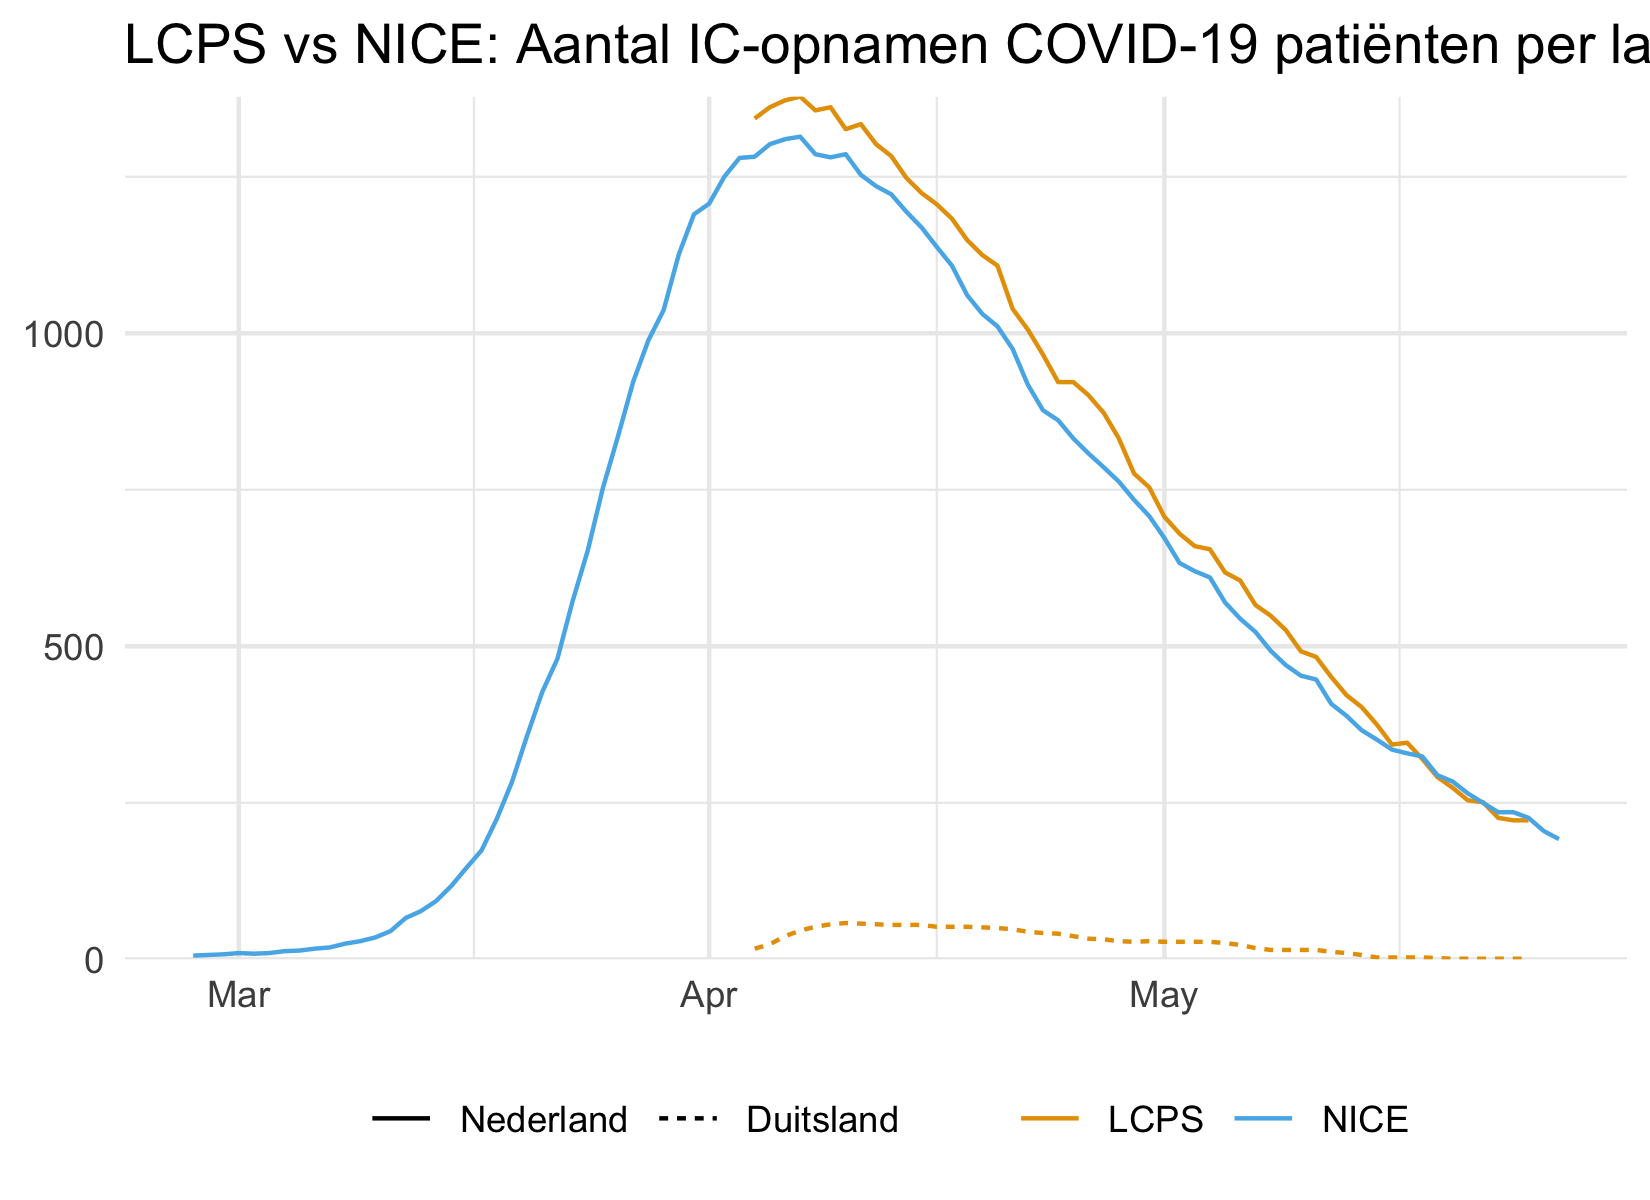 LCPS vs NICE: Aantal IC-opnamen COVID-19 patiënten per la
1000
500
0
Mar Apr May
Nederland Duitsland LCPS NICE